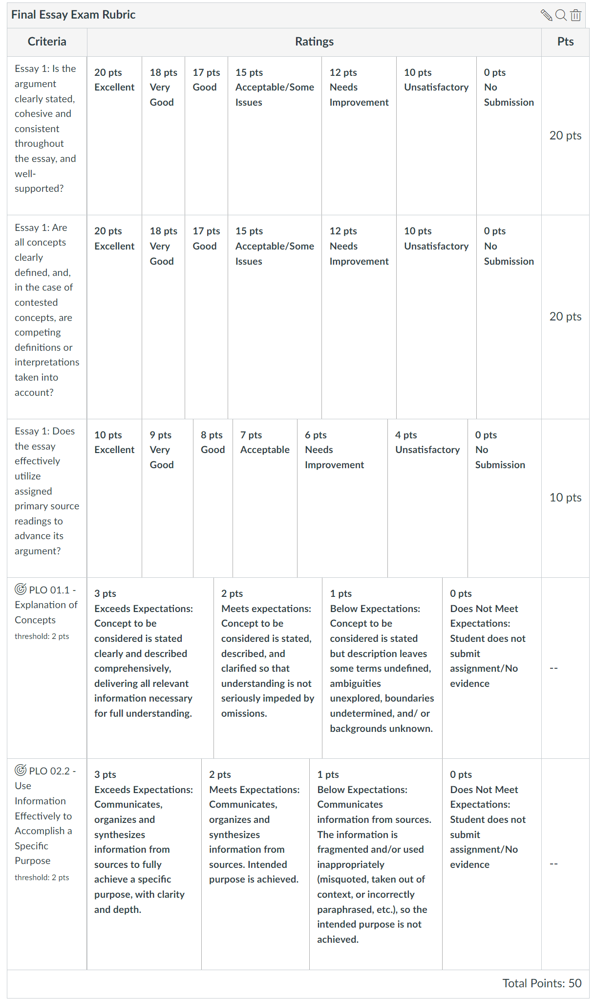 Final Essay Exam Rubric
Criteria
Ratings
Pts
Essay 1: Is the
argument
clearly stated,
cohesive and
consistent
throughout
the essay, and
well-
supported?
20 pts
Excellent
18 pts
Very
Good
17 pts
Good
15 pts
Acceptable/Some
Issues
12 pts
Needs
Improvement
10 pts
Unsatisfactory
0 pts
No
Submission
20 pts
Essay 1: Are
all concepts
clearly
defined, and,
in the case of
contested
concepts, are
competing
definitions or
interpretations
taken into
account?
20 pts
Excellent
18 pts
Very
Good
17 pts
Good
15 pts
Acceptable/Some
Issues
12 pts
Needs
Improvement
10 pts
Unsatisfactory
0 pts
No
Submission
20 pts
Essay 1: Does
the essay
effectively
utilize
assigned
primary source
readings to
advance its
argument?
10 pts
Excellent
9 pts
Very
Good
8 pts
Good
7 pts
Acceptable
6 pts
Needs
Improvement
4 pts
Unsatisfactory
0 pts
No
Submission
10 pts
PLO 01.1 -
Explanation of
Concepts
threshold: 2 pts
3 pts
Exceeds Expectations:
Concept to be
considered is stated
clearly and described
comprehensively,
delivering all relevant
information necessary
for full understanding.
2 pts
Meets expectations:
Concept to be
considered is stated,
described, and
clarified so that
understanding is not
seriously impeded by
omissions.
1 pts
Below Expectations:
Concept to be
considered is stated
but description leaves
some terms undefined,
ambiguities
unexplored, boundaries
undetermined, and/ or
backgrounds unknown.
0 pts
Does Not Meet
Expectations:
Student does not
submit
assignment/No
evidence
--
PLO 02.2 -
Use
Information
Effectively to
Accomplish a
Specific
Purpose
threshold: 2 pts
3 pts
Exceeds Expectations:
Communicates,
organizes and
synthesizes
information from
sources to fully
achieve a specific
purpose, with clarity
and depth.
2 pts
Meets Expectations:
Communicates,
organizes and
synthesizes
information from
sources. Intended
purpose is achieved.
1 pts
Below Expectations:
Communicates
information from sources.
The information is
fragmented and/or used
inappropriately
(misquoted, taken out of
context, or incorrectly
paraphrased, etc.), so the
intended purpose is not
achieved.
0 pts
Does Not Meet
Expectations:
Student does not
submit
assignment/No
evidence
--
Total Points: 50